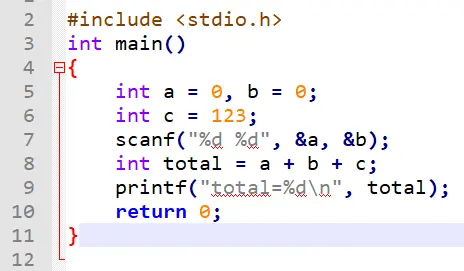 2 #include <stdio.h>
3 int main()
4 {
5 int a = 0, b = 0;
6 int c = 123;
7 scanf("%d %d", &a, &b);
8 int total = a + b + c;
9 printf("total=%d\n", total);
10 return 0;
11 }
12